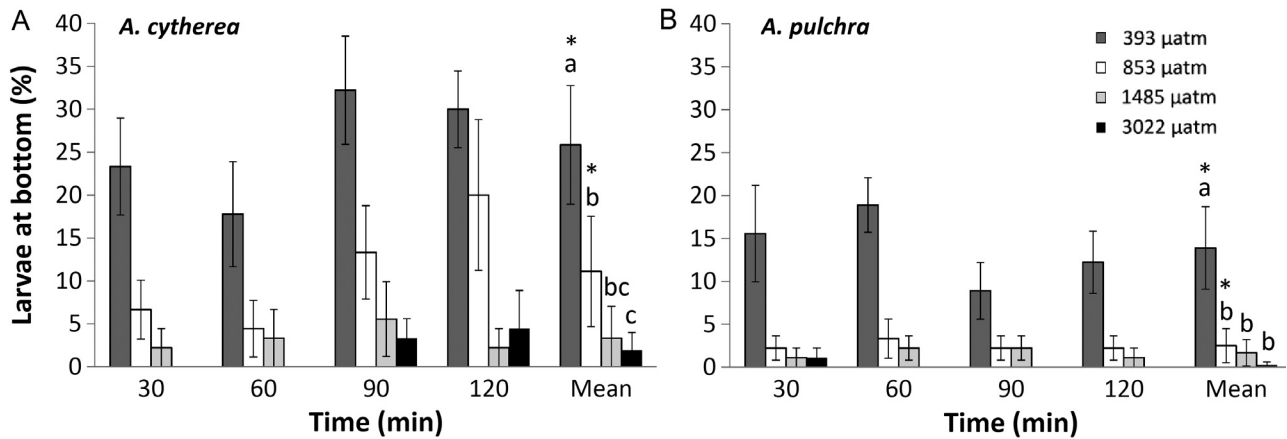 A
A. cytherea
Larvae at bottom (%)
40
35
30
25
20
15
10
5
0
*
a
*
b
bc
c
30 60 90 120 Mean
Time (min)
B
A. pulchra
393 µatm
853 µatm
1485 µatm
3022 µatm
40
35
30
25
20
15
10
5
0
*
a
*
b
b
b
30 60 90 120 Mean
Time (min)